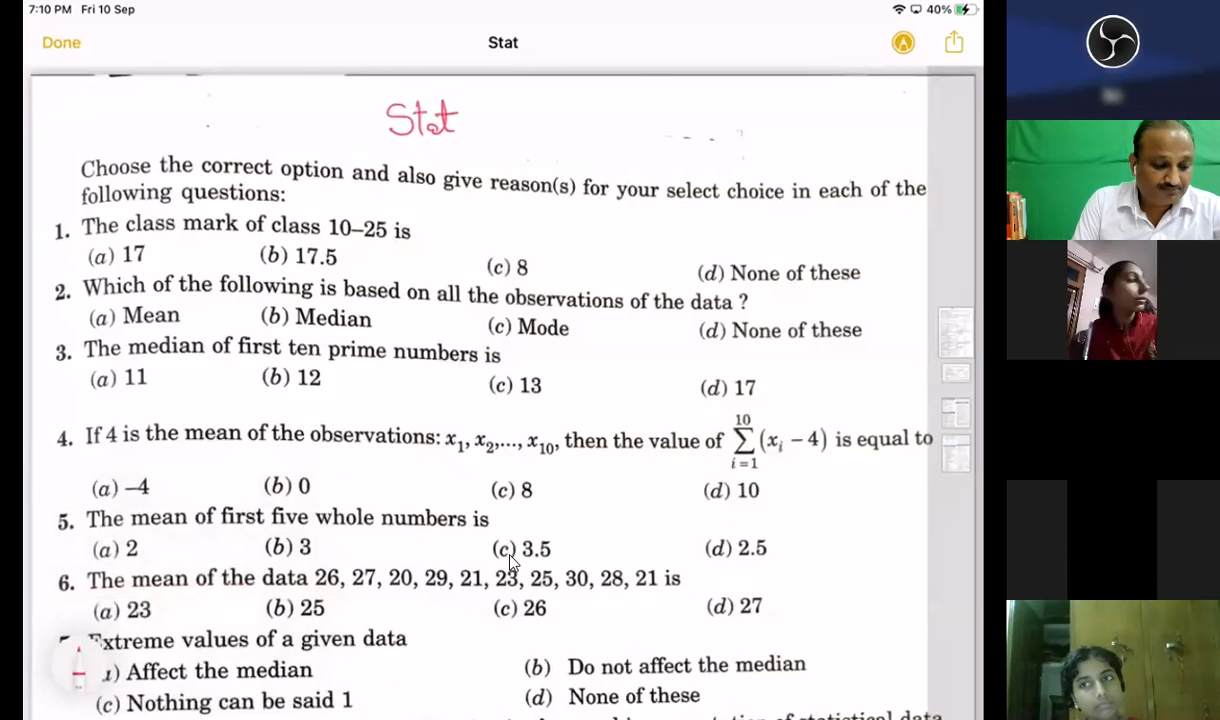 7:10 PM Fri 10 Sep
40%
Done
Stat
Stat
Choose the correct option and also give reason(s) for your select choice in each of the
following questions:
1. The class mark of class 10–25 is
(a) 17 (b) 17.5 (c) 8 (d) None of these
2. Which of the following is based on all the observations of the data ?
(a) Mean (b) Median (c) Mode (d) None of these
3. The median of first ten prime numbers is
(a) 11 (b) 12 (c) 13 (d) 17
4. If 4 is the mean of the observations: x₁, x₂,..., x₁₀, then the value of \sum_{i=1}^{10} (xᵢ – 4) is equal to
(a) –4 (b) 0 (c) 8 (d) 10
5. The mean of first five whole numbers is
(a) 2 (b) 3 (c) 3.5 (d) 2.5
6. The mean of the data 26, 27, 20, 29, 21, 23, 25, 30, 28, 21 is
(a) 23 (b) 25 (c) 26 (d) 27
Extreme values of a given data
) Affect the median (b) Do not affect the median
(c) Nothing can be said 1 (d) None of these
of statistical data